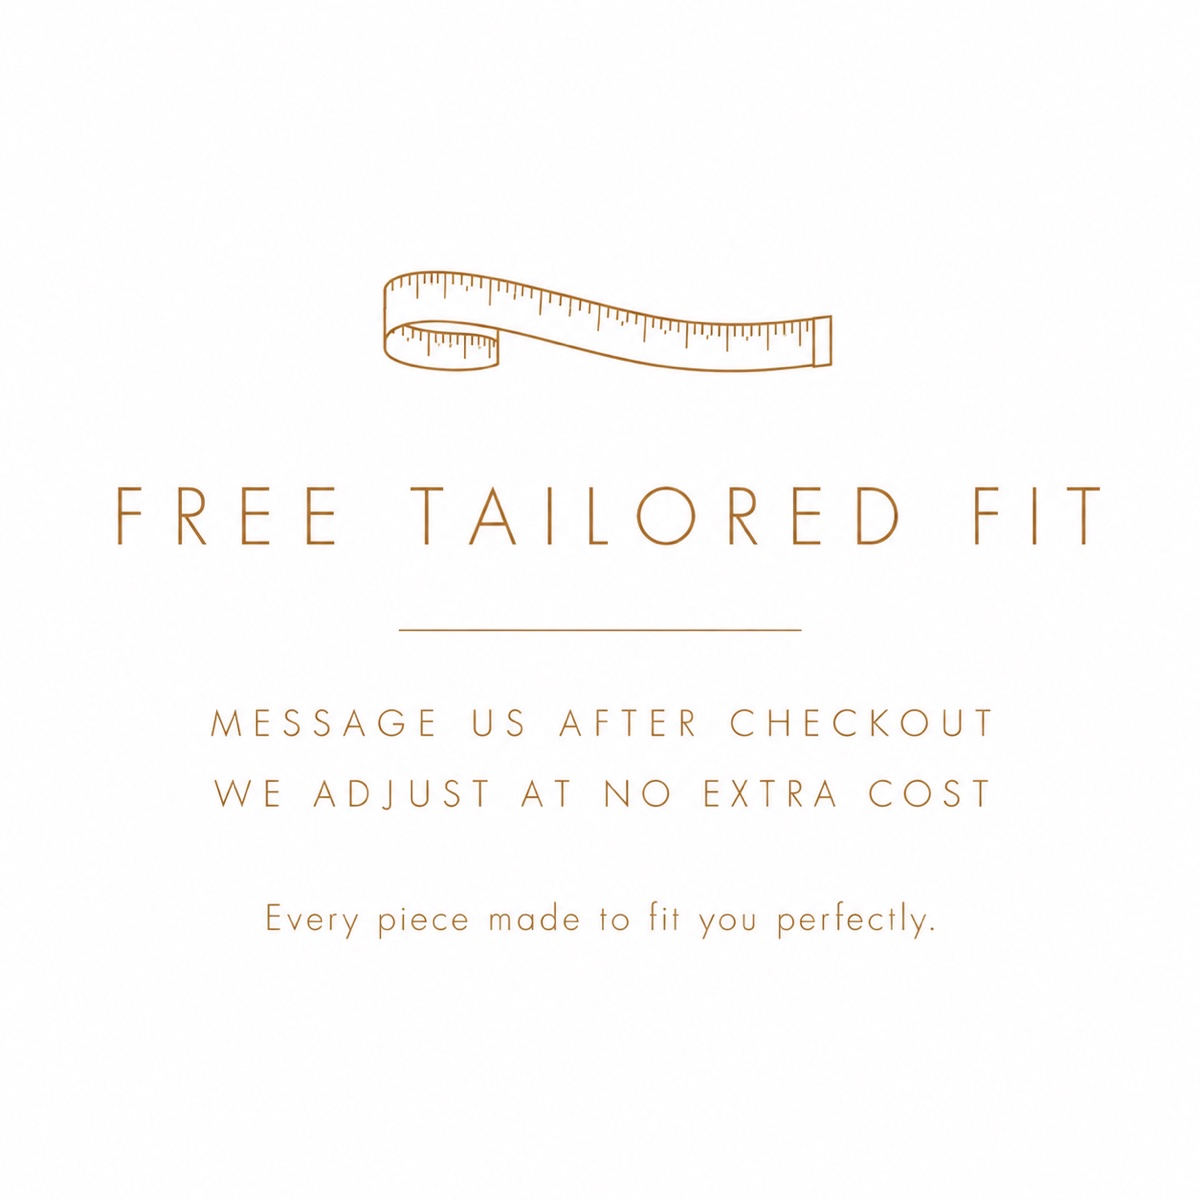 FREE TAILORED FIT
MESSAGE US AFTER CHECKOUT
WE ADJUST AT NO EXTRA COST
Every piece made to fit you perfectly.